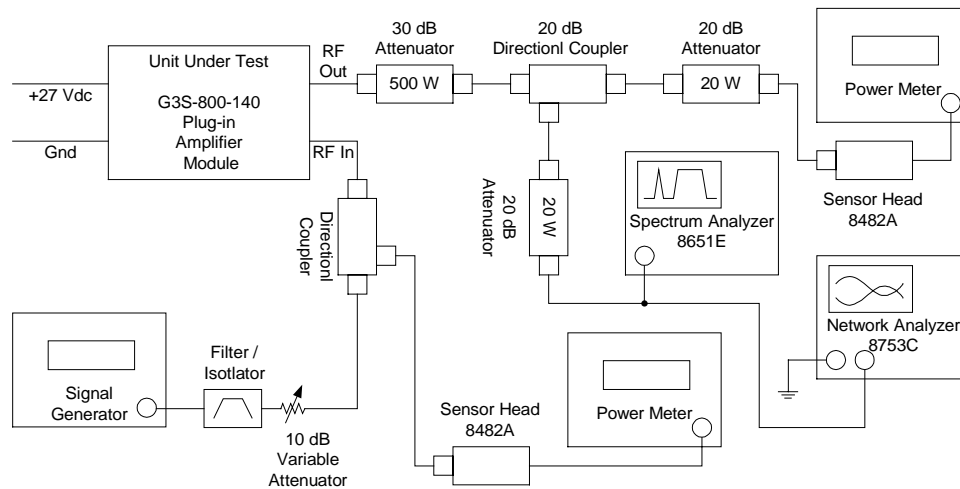 30 dB
Attenuator
500 W
20 dB
Directionl Coupler
20 dB
Attenuator
20 W
Power Meter
Sensor Head
8482A
RF
Out
Unit Under Test
G3S-800-140
Plug-in
Amplifier
Module
+27 Vdc
Gnd
RF In
Directionl
Coupler
20 dB
Attenuator
20 W
Spectrum Analyzer
8651E
Network Analyzer
8753C
Signal
Generator
Filter /
Isotlator
10 dB
Variable
Attenuator
Sensor Head
8482A
Power Meter